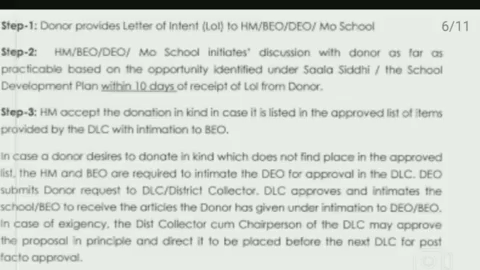 Step-1: Donor provides Letter of Intent (LoI) to HM/BEO/DEO/ Mo School
6/11
Step-2: HM/BEO/DEO/ Mo School initiates' discussion with donor as far as
practicable based on the opportunity identified under Saala Siddhi / the School
Development Plan within 10 days of receipt of LoI from Donor.
Step-3: HM accept the donation in kind in case it is listed in the approved list of items
provided by the DLC with intimation to BEO.
In case a donor desires to donate in kind which does not find place in the approved
list, the HM and BEO are required to intimate the DEO for approval in the DLC. DEO
submits Donor request to DLC/District Collector. DLC approves and intimates the
school/BEO to receive the articles the Donor has given under intimation to DEO/BEO.
In case of exigency, the Dist Collector cum Chairperson of the DLC may approve
the proposal in principle and direct it to be placed before the next DLC for post
facto approval.